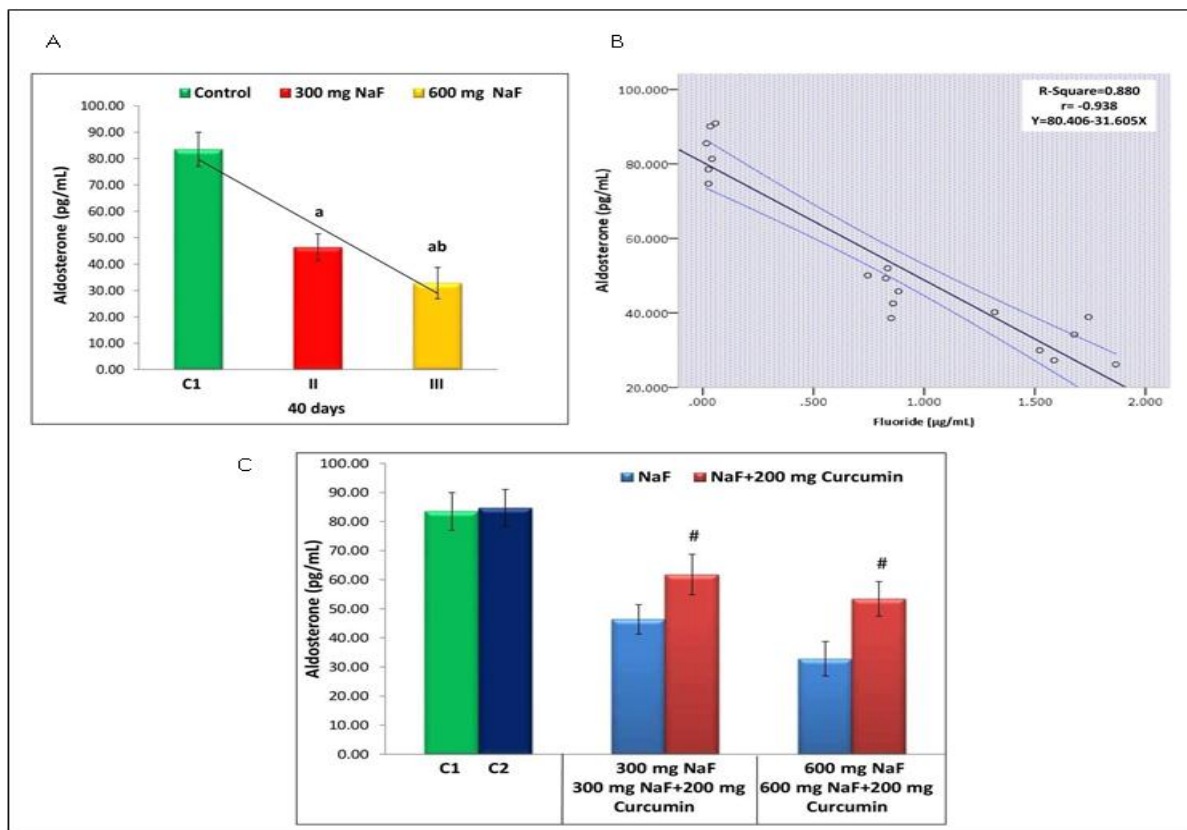 A
Control 300 mg NaF 600 mg NaF
Aldosterone (pg/mL)
100.00
90.00
80.00
70.00
60.00
50.00
40.00
30.00
20.00
10.00
0.00
a
ab
C1 II III
40 days
B
R-Square=0.880
r= -0.938
Y=80.406-31.605X
Aldosterone (pg/mL)
100.000
80.000
60.000
40.000
20.000
.000 .500 1.000 1.500 2.000
Fluoride (µg/mL)
C
NaF NaF+200 mg Curcumin
Aldosterone (pg/mL)
100.00
90.00
80.00
70.00
60.00
50.00
40.00
30.00
20.00
10.00
0.00
#
#
C1 C2
300 mg NaF
300 mg NaF+200 mg
Curcumin
600 mg NaF
600 mg NaF+200 mg
Curcumin